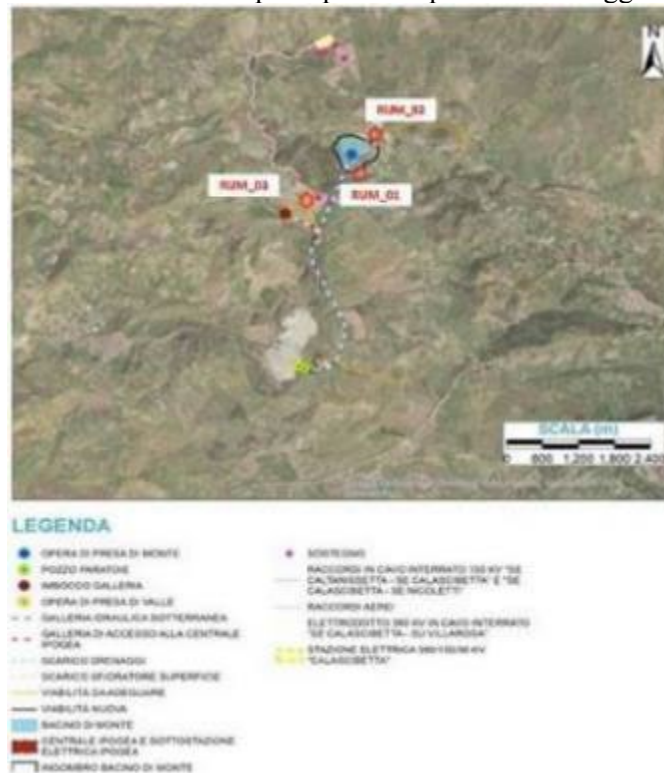 N
RUM_02
RUM_03
RUM_01
SCALA (m)
0 600 1.200 1.800 2.400
LEGENDA
OPERA DI PRESA DI MONTE
POZZO PARATOIE
IMBOCCO GALLERIA
OPERA DI PRESA DI VALLE
GALLERIA IDRAULICA SOTTERRANEA
GALLERIA DI ACCESSO ALLA CENTRALE
IPOGEA
SCARICO DRENAGGI
SCARICO SFIORATORE SUPERFICIE
VIABILITÀ DA ADEGUARE
VIABILITÀ NUOVA
BACINO DI MONTE
CENTRALE IPOGEA E SOTTOSTAZIONE
ELETTRICA IPOGEA
INGOMBRO BACINO DI MONTE
SOSTEGNO
RACCORDI IN CAVO INTERRATO 150 KV "SE
CALTANISSETTA - SE CALASCIBETTA" E "SE
CALASCIBETTA - SE NICOLETTI"
RACCORDI AEREI
ELETTRODOTTO 380 KV IN CAVO INTERRATO
"SE CALASCIBETTA - SU VILLAROSA"
STAZIONE ELETTRICA 380/150/36 KV
"CALASCIBETTA"